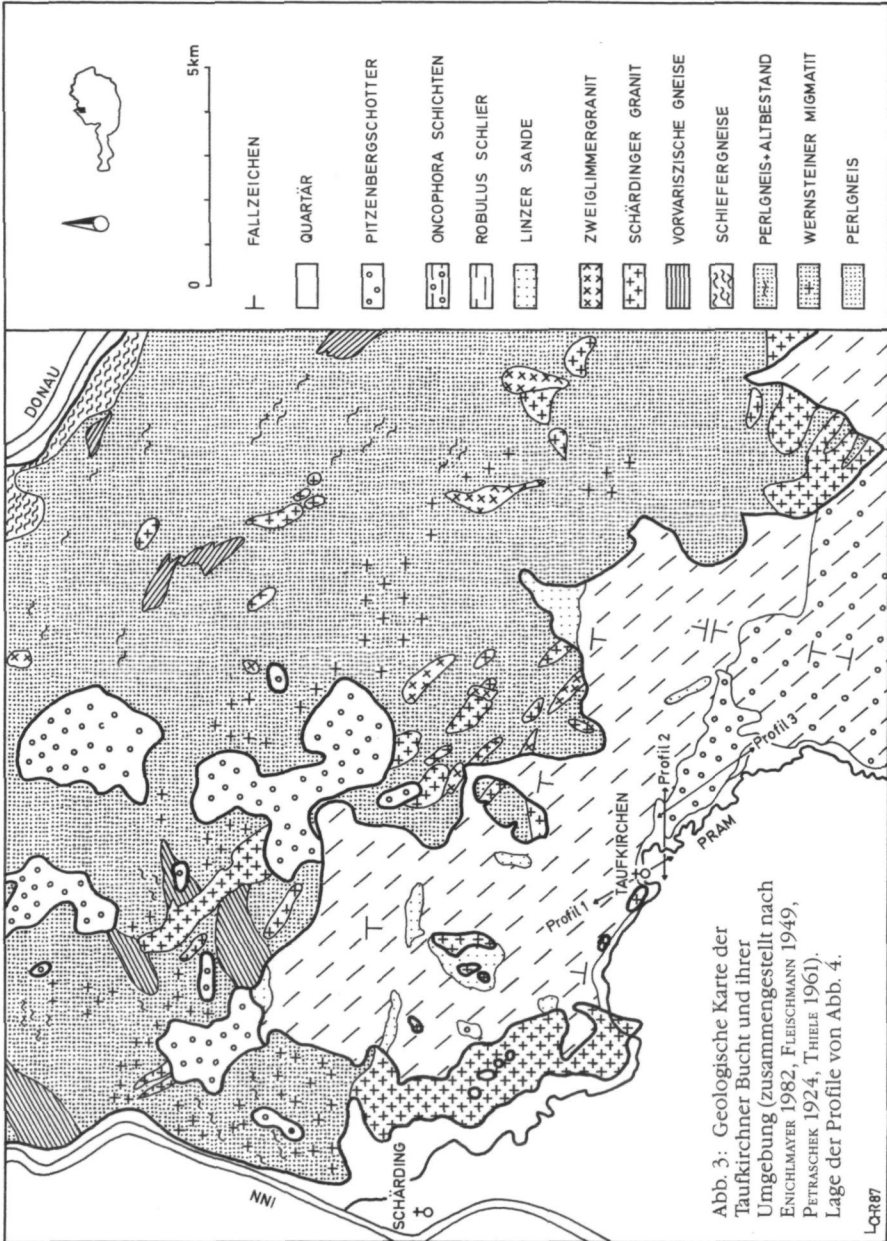 0
5km
FALLZEICHEN
QUARTÄR
PITZENBERGSCHOTTER
ONCOPHORA SCHICHTEN
ROBULUS SCHLIER
LINZER SANDE
ZWEIGLIMMERGRANIT
SCHÄRDINGER GRANIT
VORVARISZISCHE GNEISE
SCHIEFERGNEISE
PERLGNEIS+ALTBESTAND
WERNSTEINER MIGMATIT
PERLGNEIS
DONAU
INN
SCHÄRDING
TAUFKIRCHEN
Profil 1
Profil 2
Profil 3
PRAM
Abb. 3: Geologische Karte der
Taufkirchner Bucht und ihrer
Umgebung (zusammengestellt nach
ENICHLMAYER 1982, FLEISCHMANN 1949,
PETRASCHEK 1924, THIELE 1961).
Lage der Profile von Abb. 4.